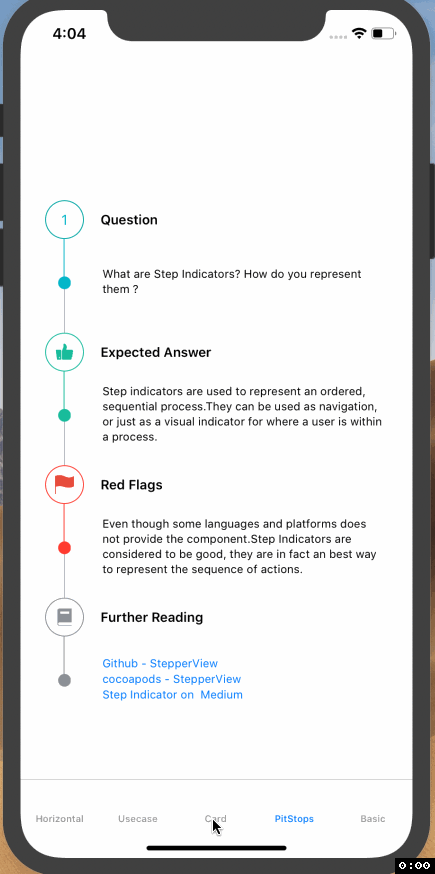 4:04
1
Question
What are Step Indicators? How do you represent
them ?
Expected Answer
Step indicators are used to represent an ordered,
sequential process.They can be used as navigation,
or just as a visual indicator for where a user is within
a process.
Red Flags
Even though some languages and platforms does
not provide the component.Step Indicators are
considered to be good, they are in fact an best way
to represent the sequence of actions.
Further Reading
Github - StepperView
cocoapods - StepperView
Step Indicator on  Medium
Horizontal Usecase Card PitStops Basic
0:00